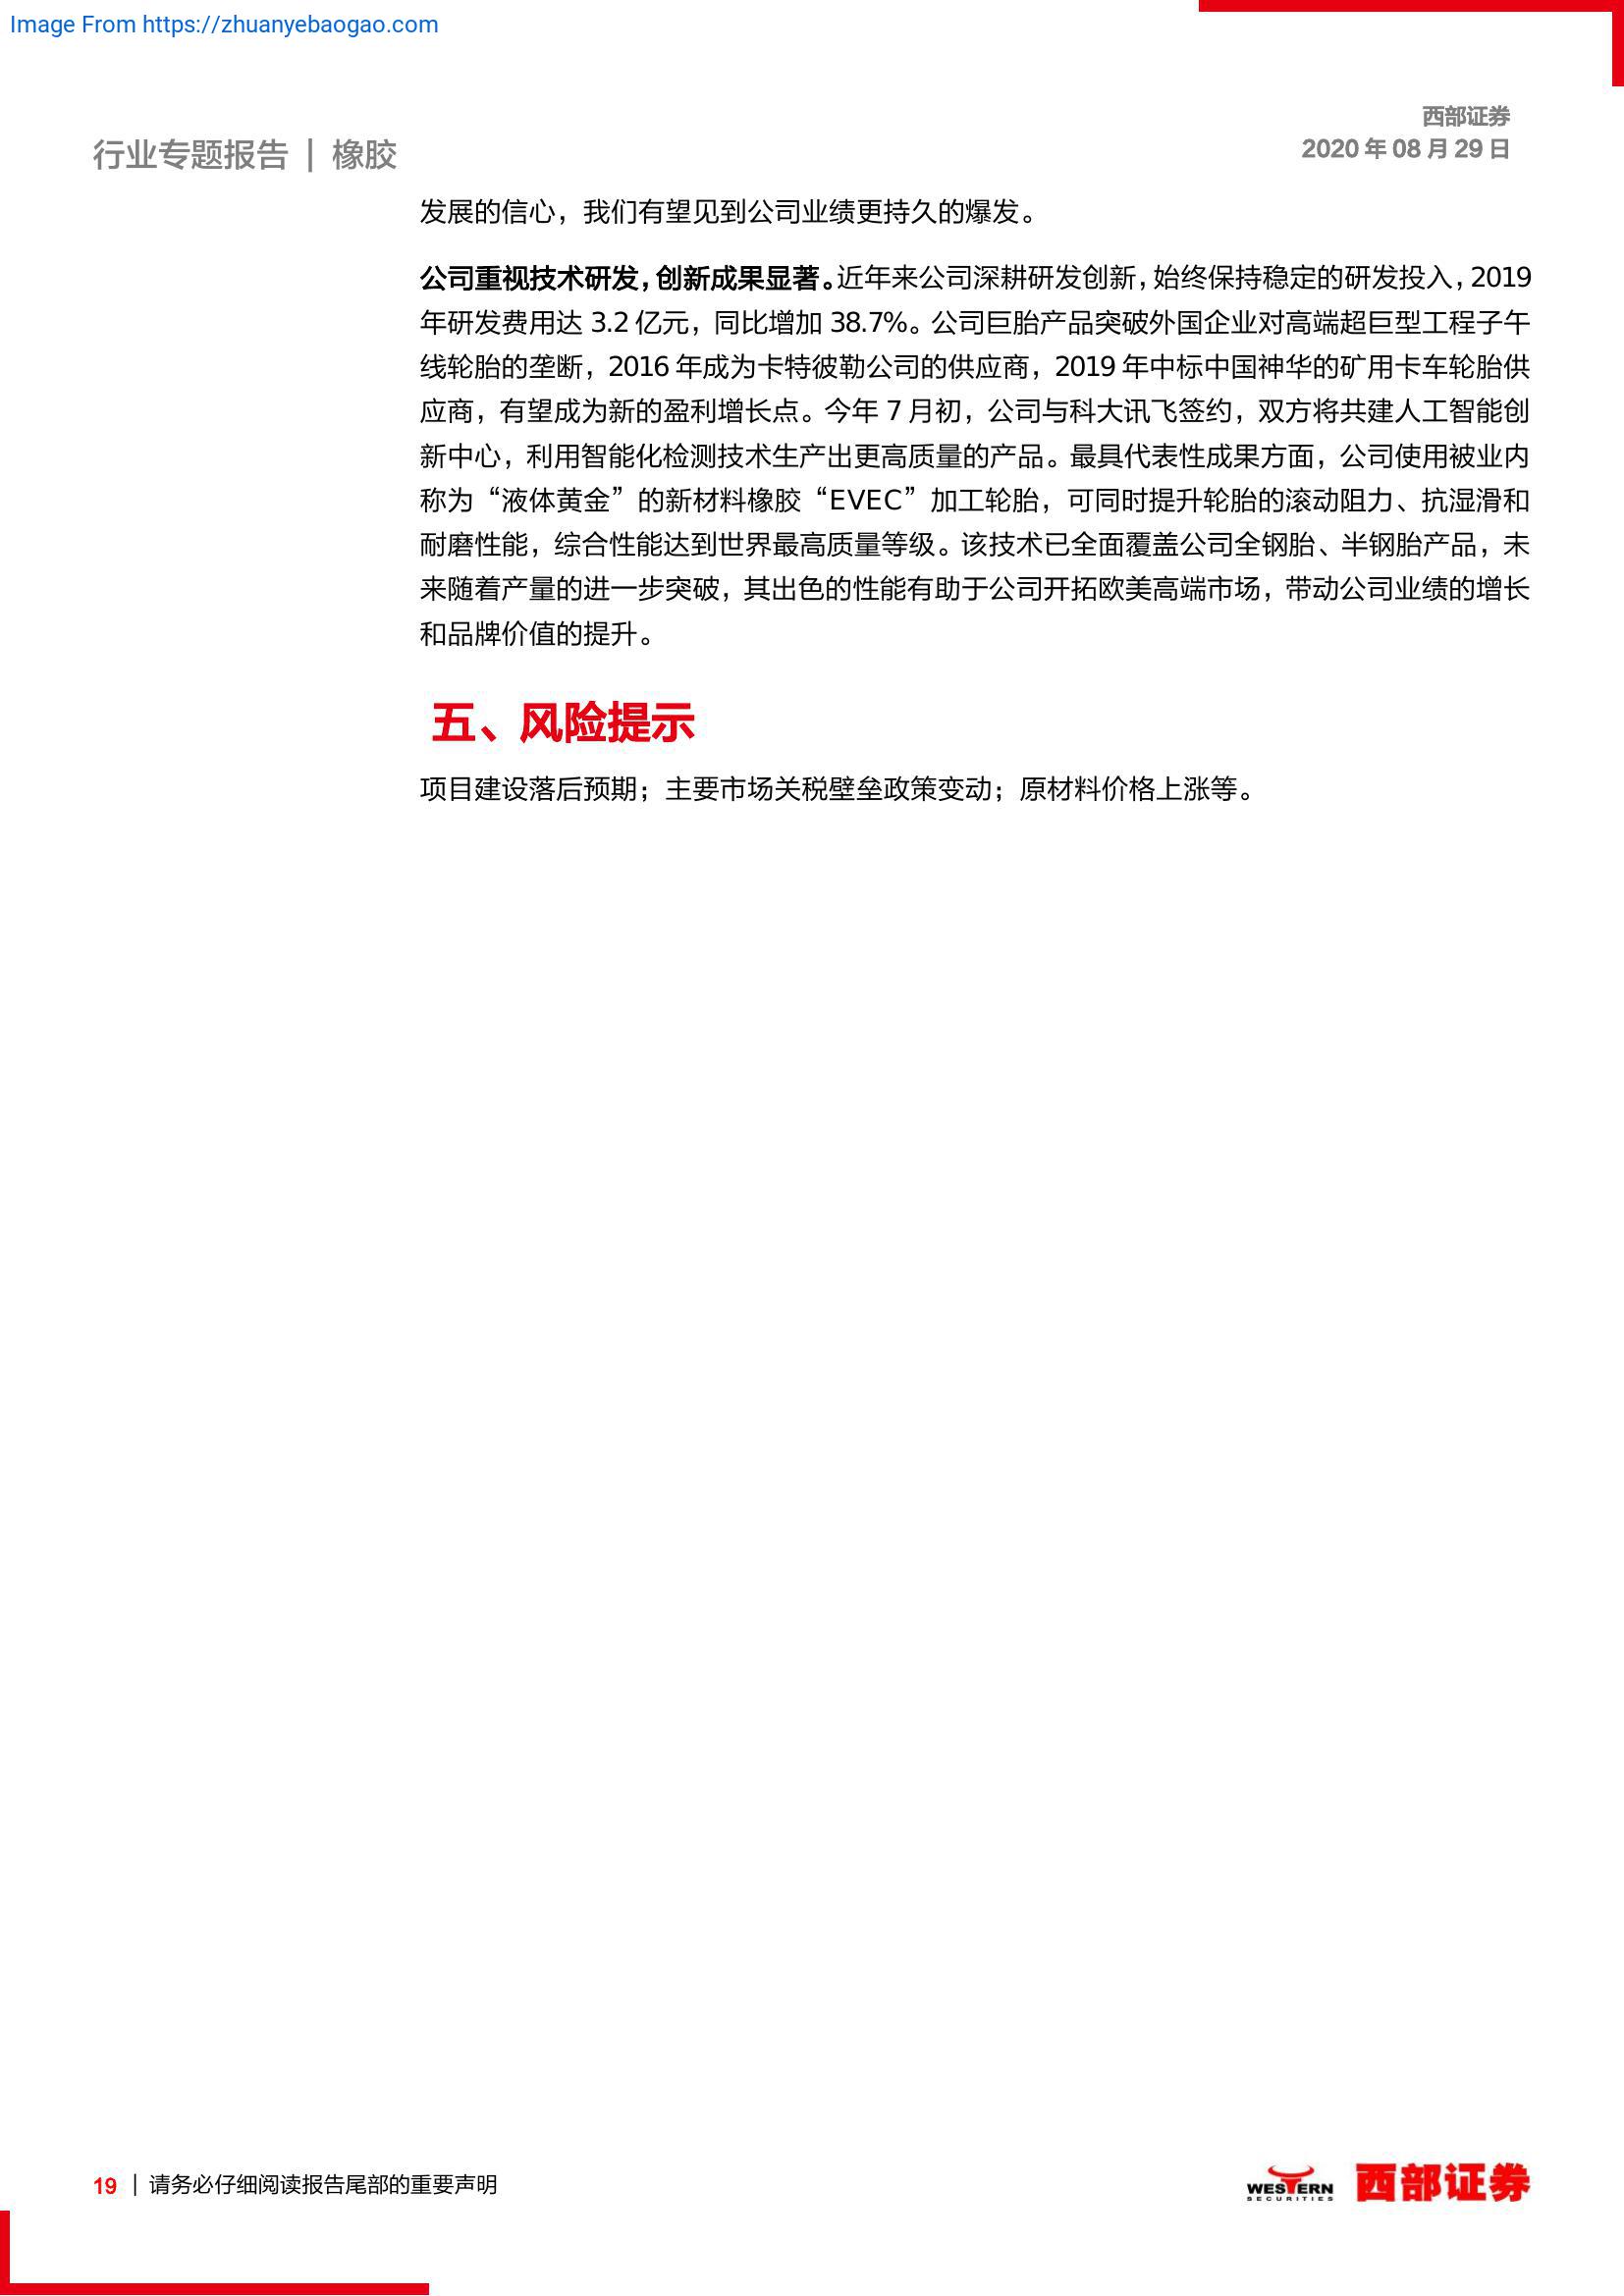 Image From https://zhuanyebaogao.com
西部证券
行业专题报告 | 橡胶
2020 年 08 月 29 日
发展的信心，我们有望见到公司业绩更持久的爆发。
公司重视技术研发，创新成果显著。近年来公司深耕研发创新，始终保持稳定的研发投入，2019
年研发费用达 3.2 亿元，同比增加 38.7%。公司巨胎产品突破外国企业对高端超巨型工程子午
线轮胎的垄断，2016 年成为卡特彼勒公司的供应商，2019 年中标中国神华的矿用卡车轮胎供
应商，有望成为新的盈利增长点。今年 7 月初，公司与科大讯飞签约，双方将共建人工智能创
新中心，利用智能化检测技术生产出更高质量的产品。最具代表性成果方面，公司使用被业内
称为“液体黄金”的新材料橡胶“EVEC”加工轮胎，可同时提升轮胎的滚动阻力、抗湿滑和
耐磨性能，综合性能达到世界最高质量等级。该技术已全面覆盖公司全钢胎、半钢胎产品，未
来随着产量的进一步突破，其出色的性能有助于公司开拓欧美高端市场，带动公司业绩的增长
和品牌价值的提升。
五、风险提示
项目建设落后预期；主要市场关税壁垒政策变动；原材料价格上涨等。
19 | 请务必仔细阅读报告尾部的重要声明
WESTERN
SECURITIES
西部证券